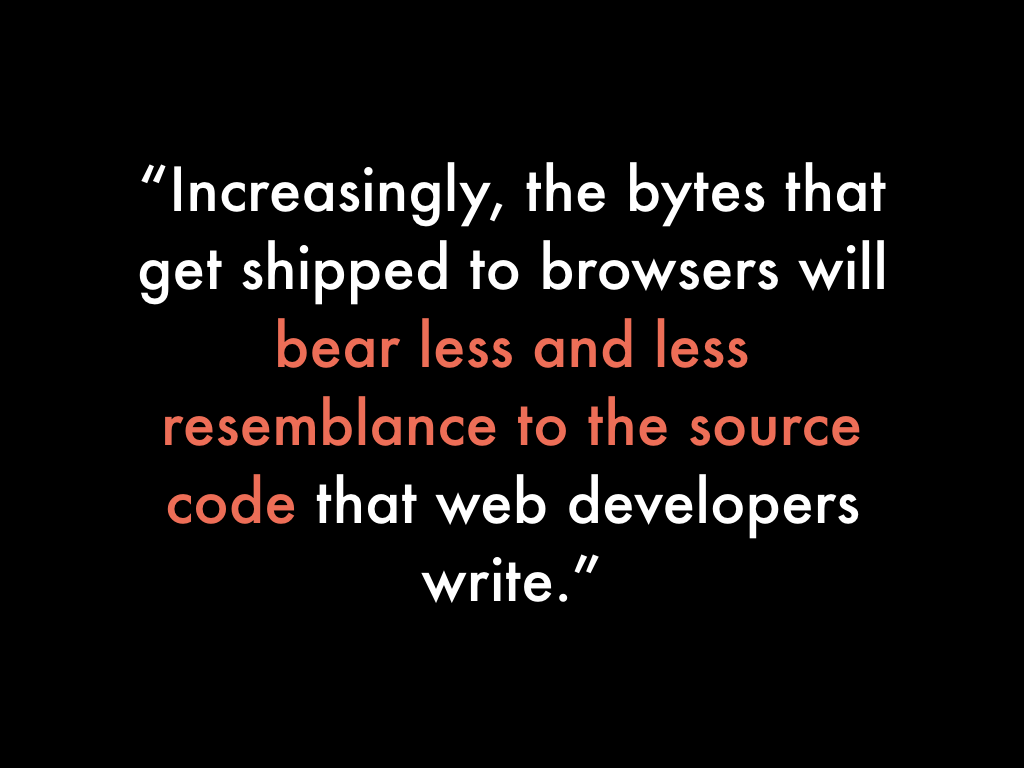 “Increasingly, the bytes that
get shipped to browsers will
bear less and less
resemblance to the source
code that web developers
write.”